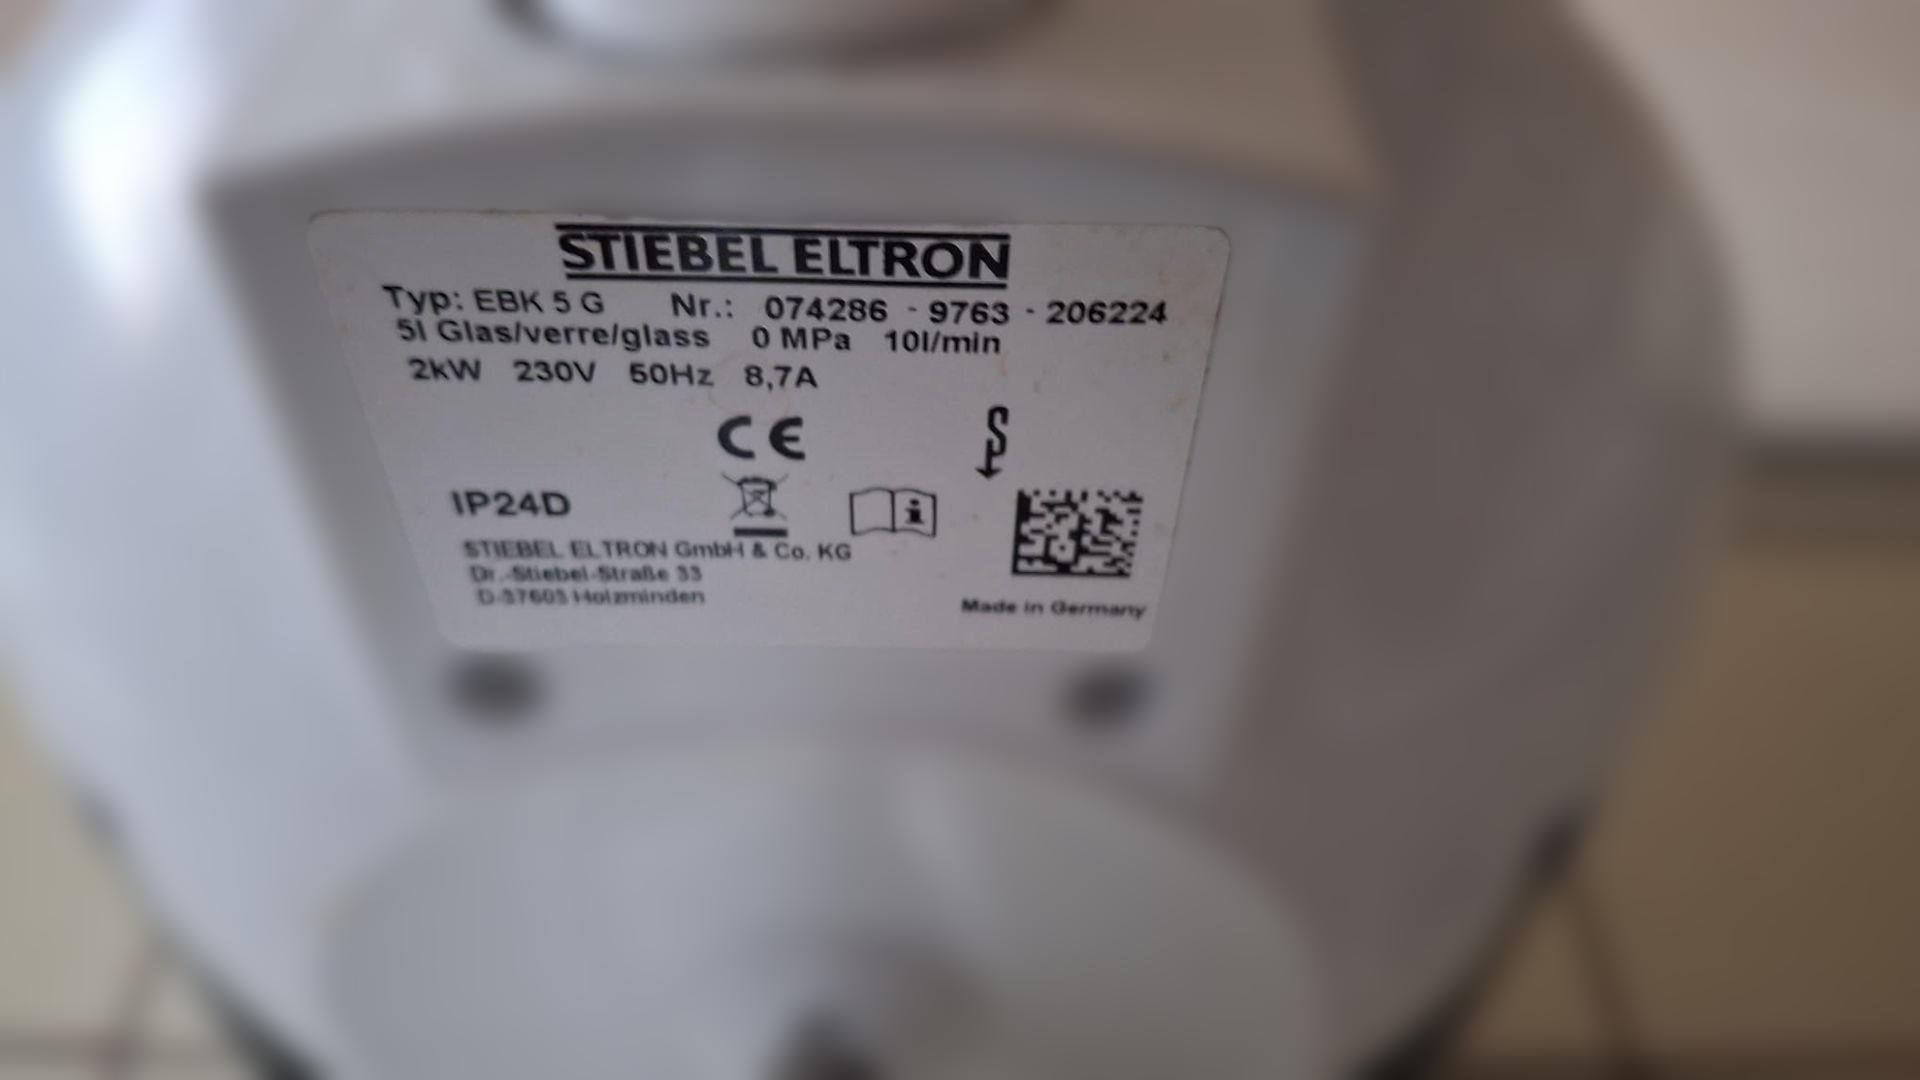 STIEBEL ELTRON
Typ: EBK 5 G Nr.: 074286 - 9763 - 206224
5l Glas/verre/glass 0 MPa 10l/min
2kW 230V 50Hz 8,7A
CE
IP24D
STIEBEL ELTRON GmbH & Co. KG
Dr.-Stiebel-Straße 33
D-37603 Holzminden
Made in Germany